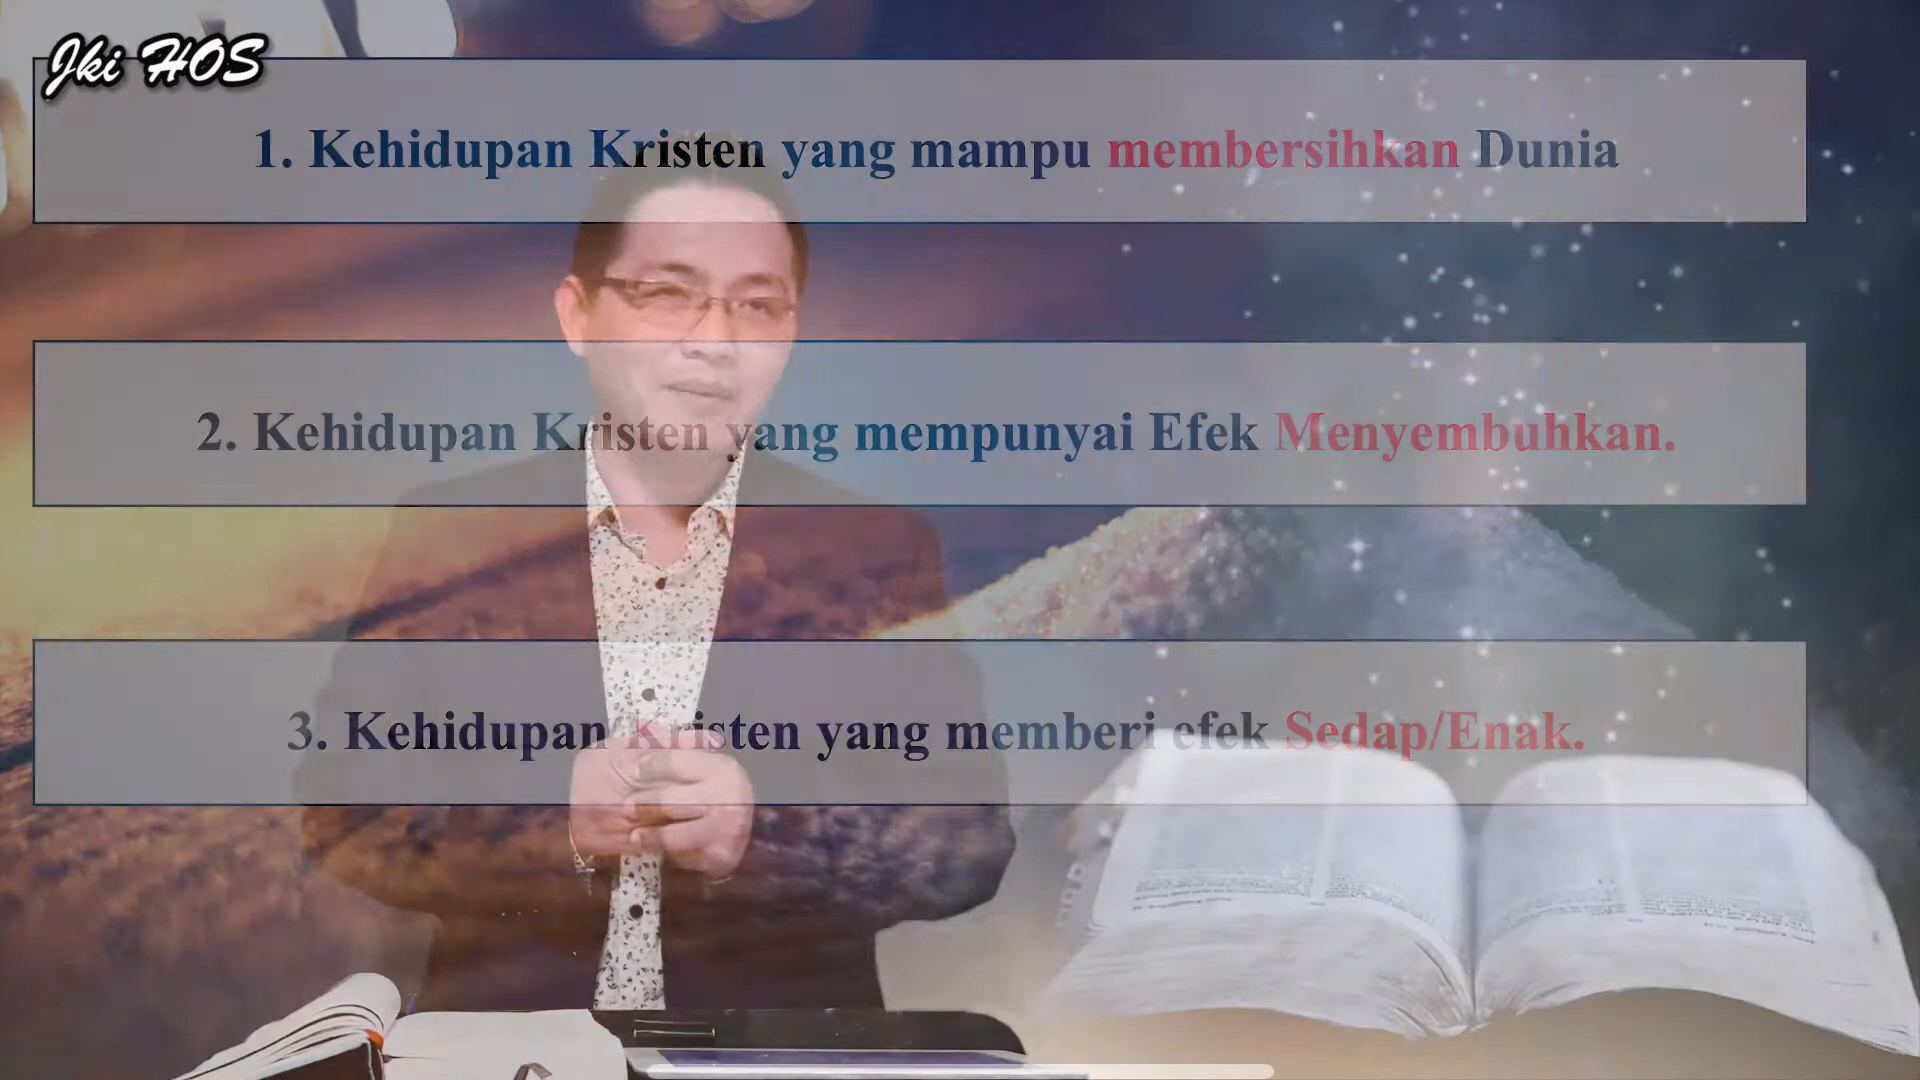 Jki HOS
1. Kehidupan Kristen yang mampu membersihkan Dunia
2. Kehidupan Kristen yang mempunyai Efek Menyembuhkan.
3. Kehidupan Kristen yang memberi efek Sedap/Enak.